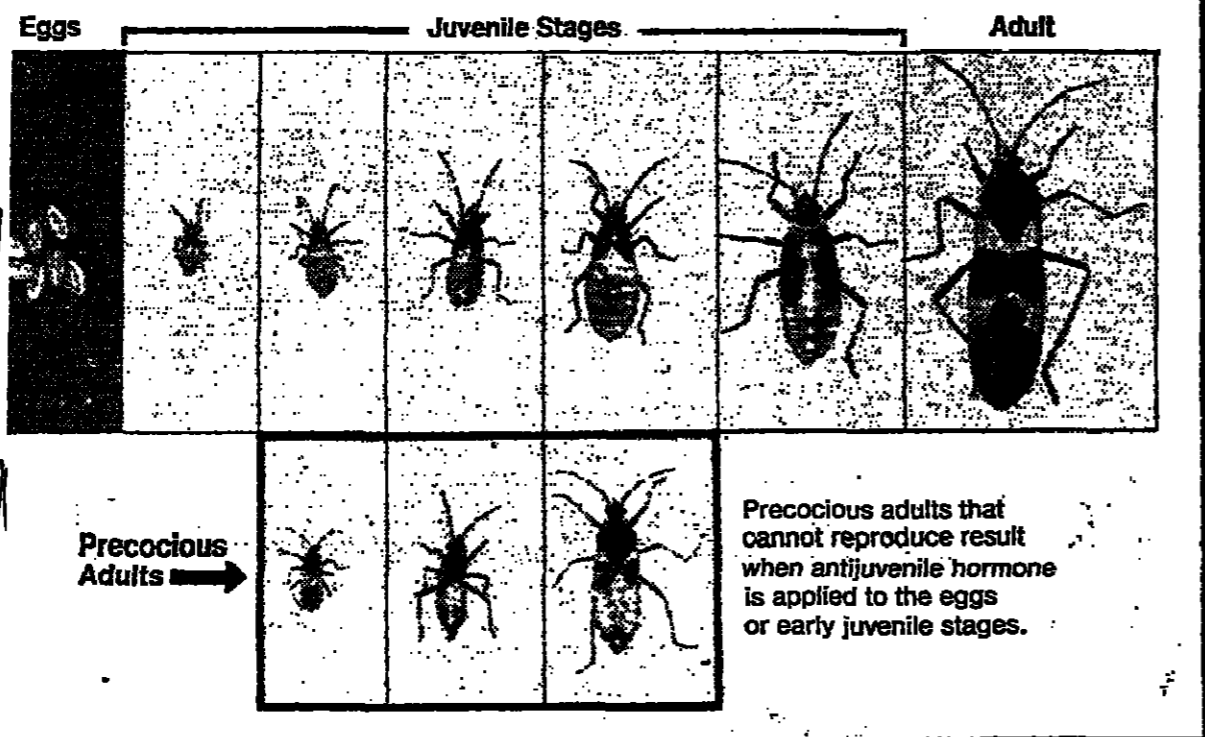 Eggs
Juvenile Stages
Adult
Precocious
Adults
Precocious adults that
cannot reproduce result
when antijuvenile hormone
is applied to the eggs
or early juvenile stages.